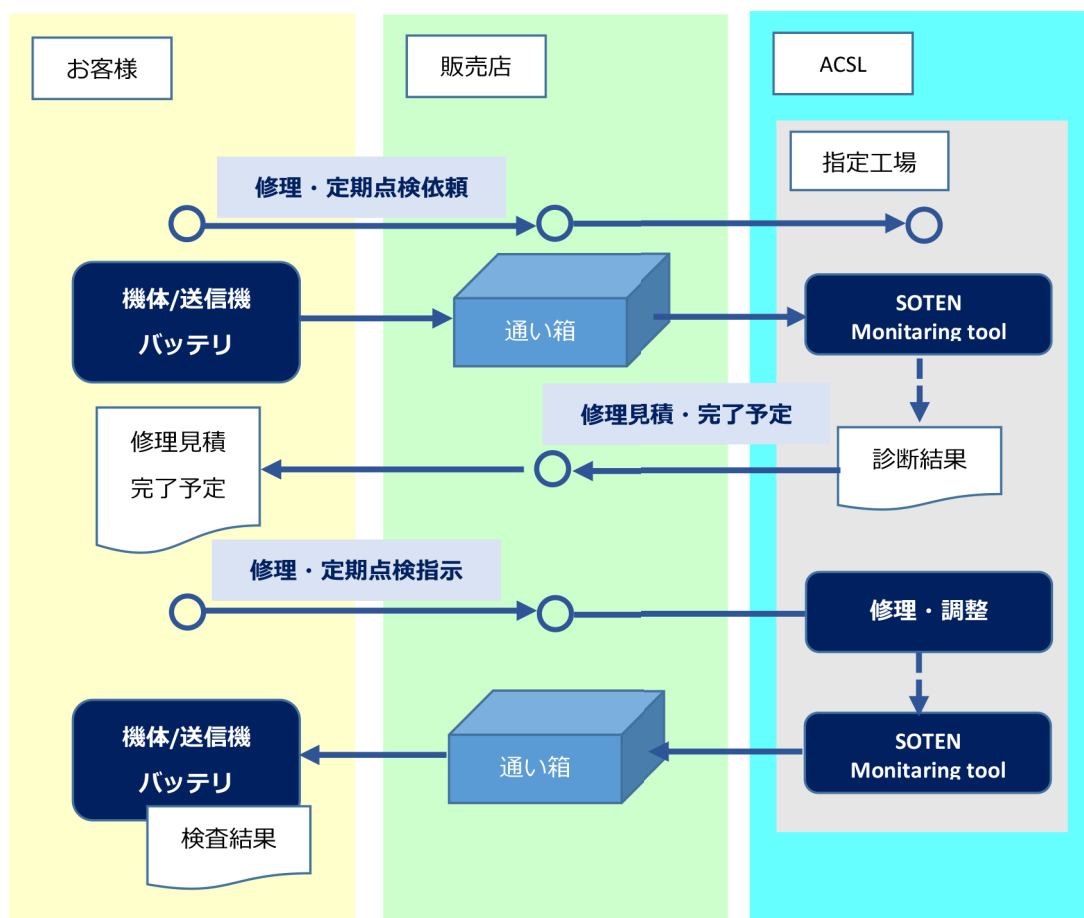 お客様
販売店
ACSL
指定工場
修理・定期点検依頼
機体/送信機
バッテリ
通い箱
SOTEN
Monitaring tool
修理見積・完了予定
修理見積
完了予定
診断結果
修理・定期点検指示
修理・調整
機体/送信機
バッテリ
通い箱
SOTEN
Monitaring tool
検査結果